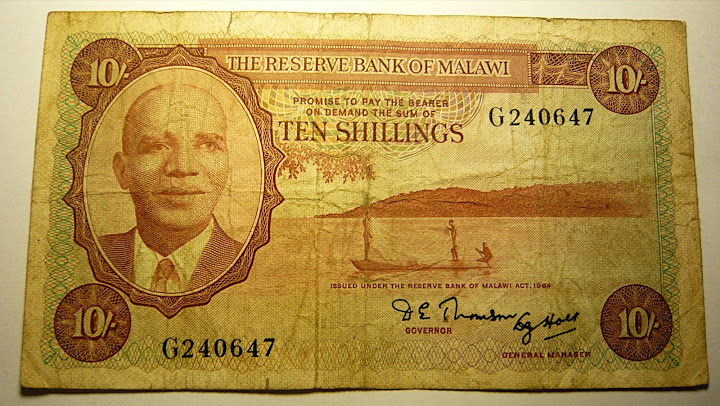 10/-
THE RESERVE BANK OF MALAWI
10/-
PROMISE TO PAY THE BEARER
ON DEMAND THE SUM OF
TEN SHILLINGS
G240647
ISSUED UNDER THE RESERVE BANK OF MALAWI ACT, 1964
D E Thomson
GOVERNOR
GENERAL MANAGER
10/-
G240647
10/-